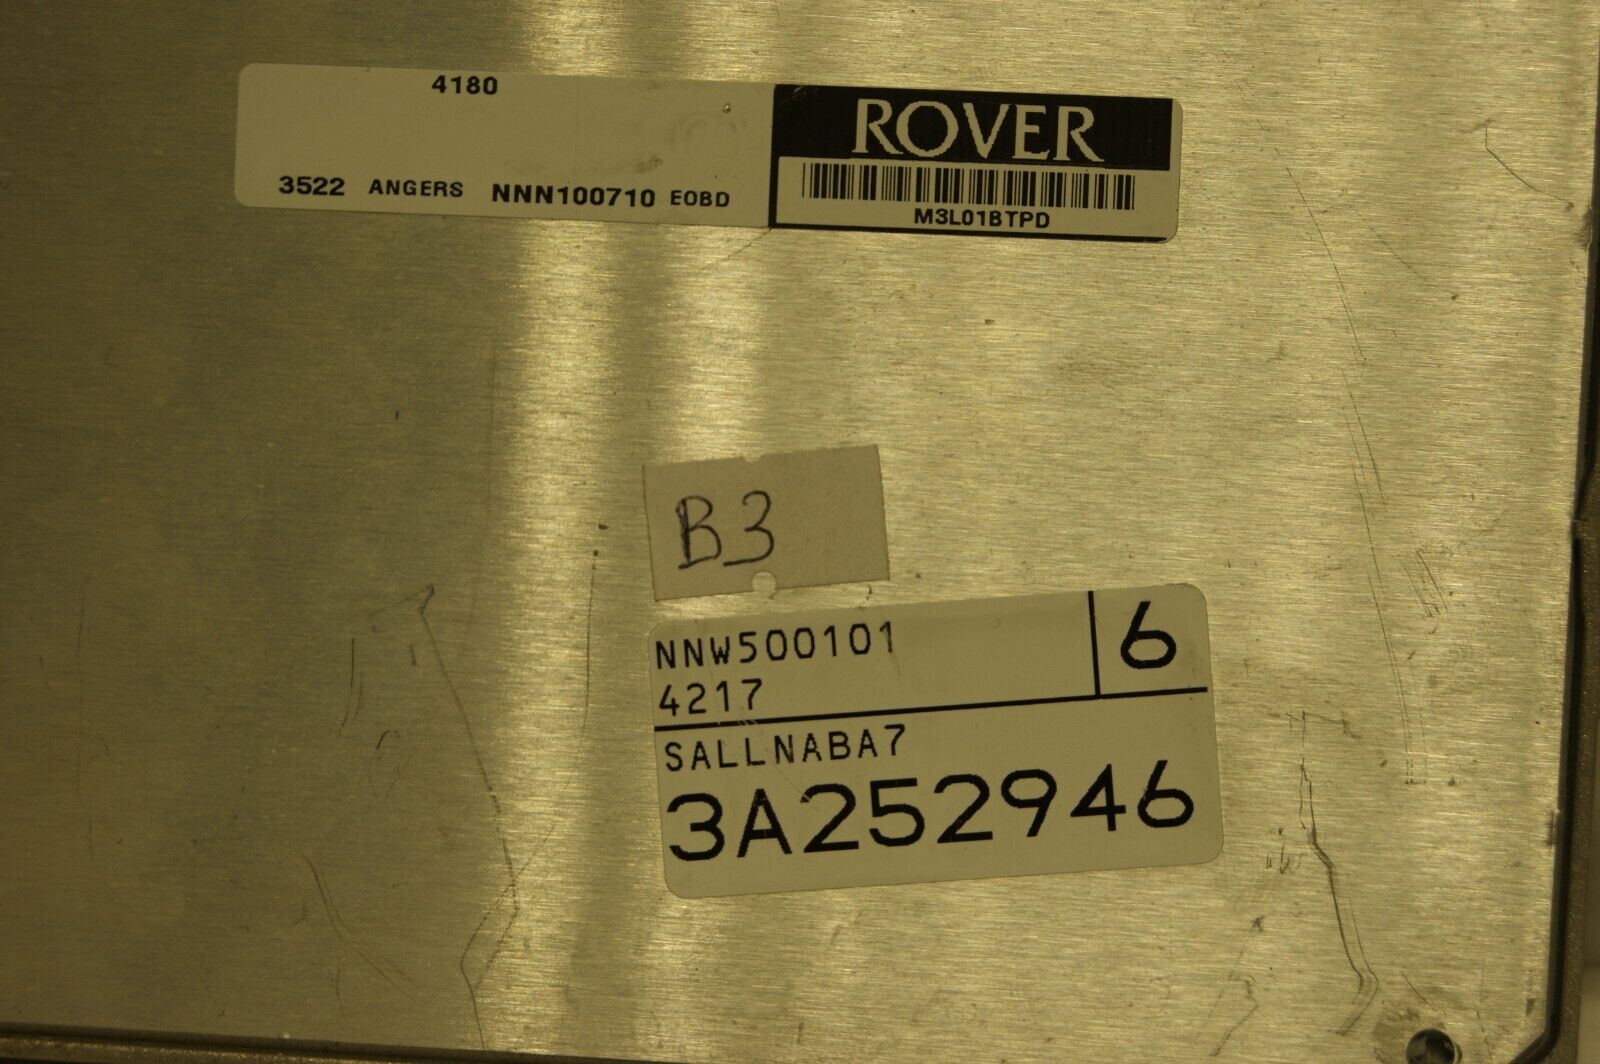 4180
3522 ANGERS NNN100710 EOBD
ROVER
M3L01BTPD
B3
NNW500101
4217
6
SALLNABA7
3A252946